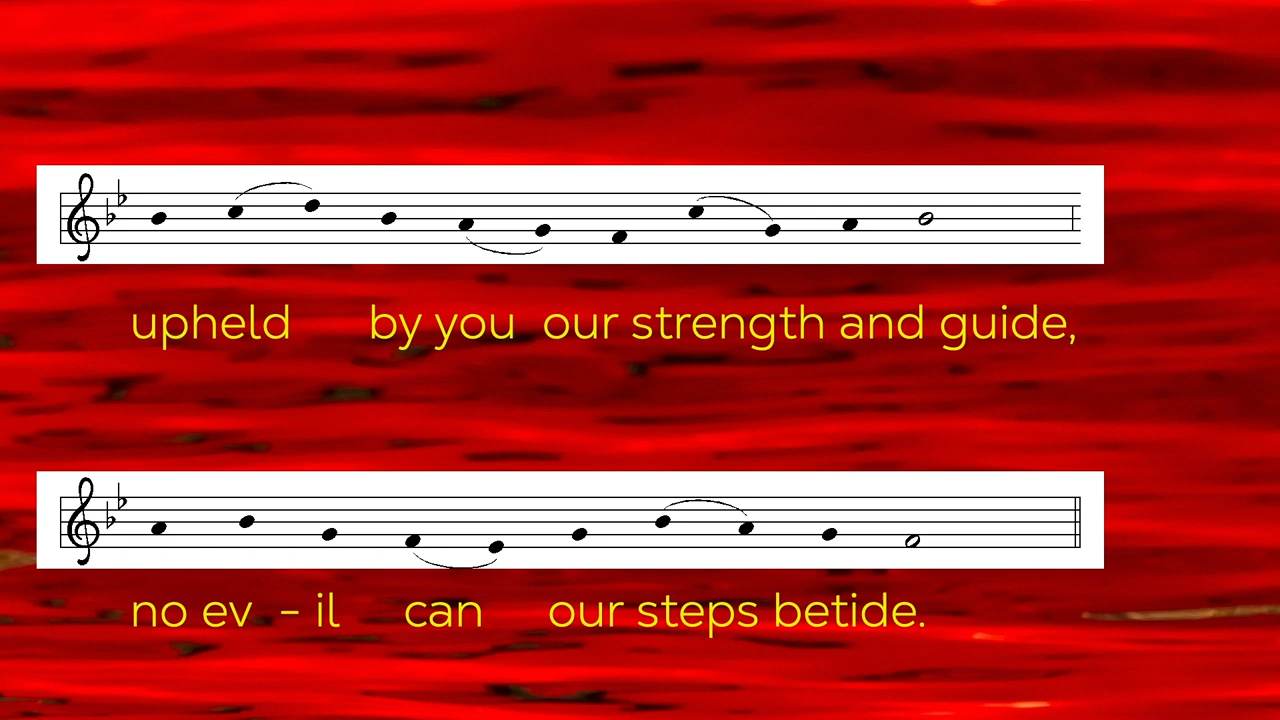 upheld by you our strength and guide,
no ev - il can our steps betide.